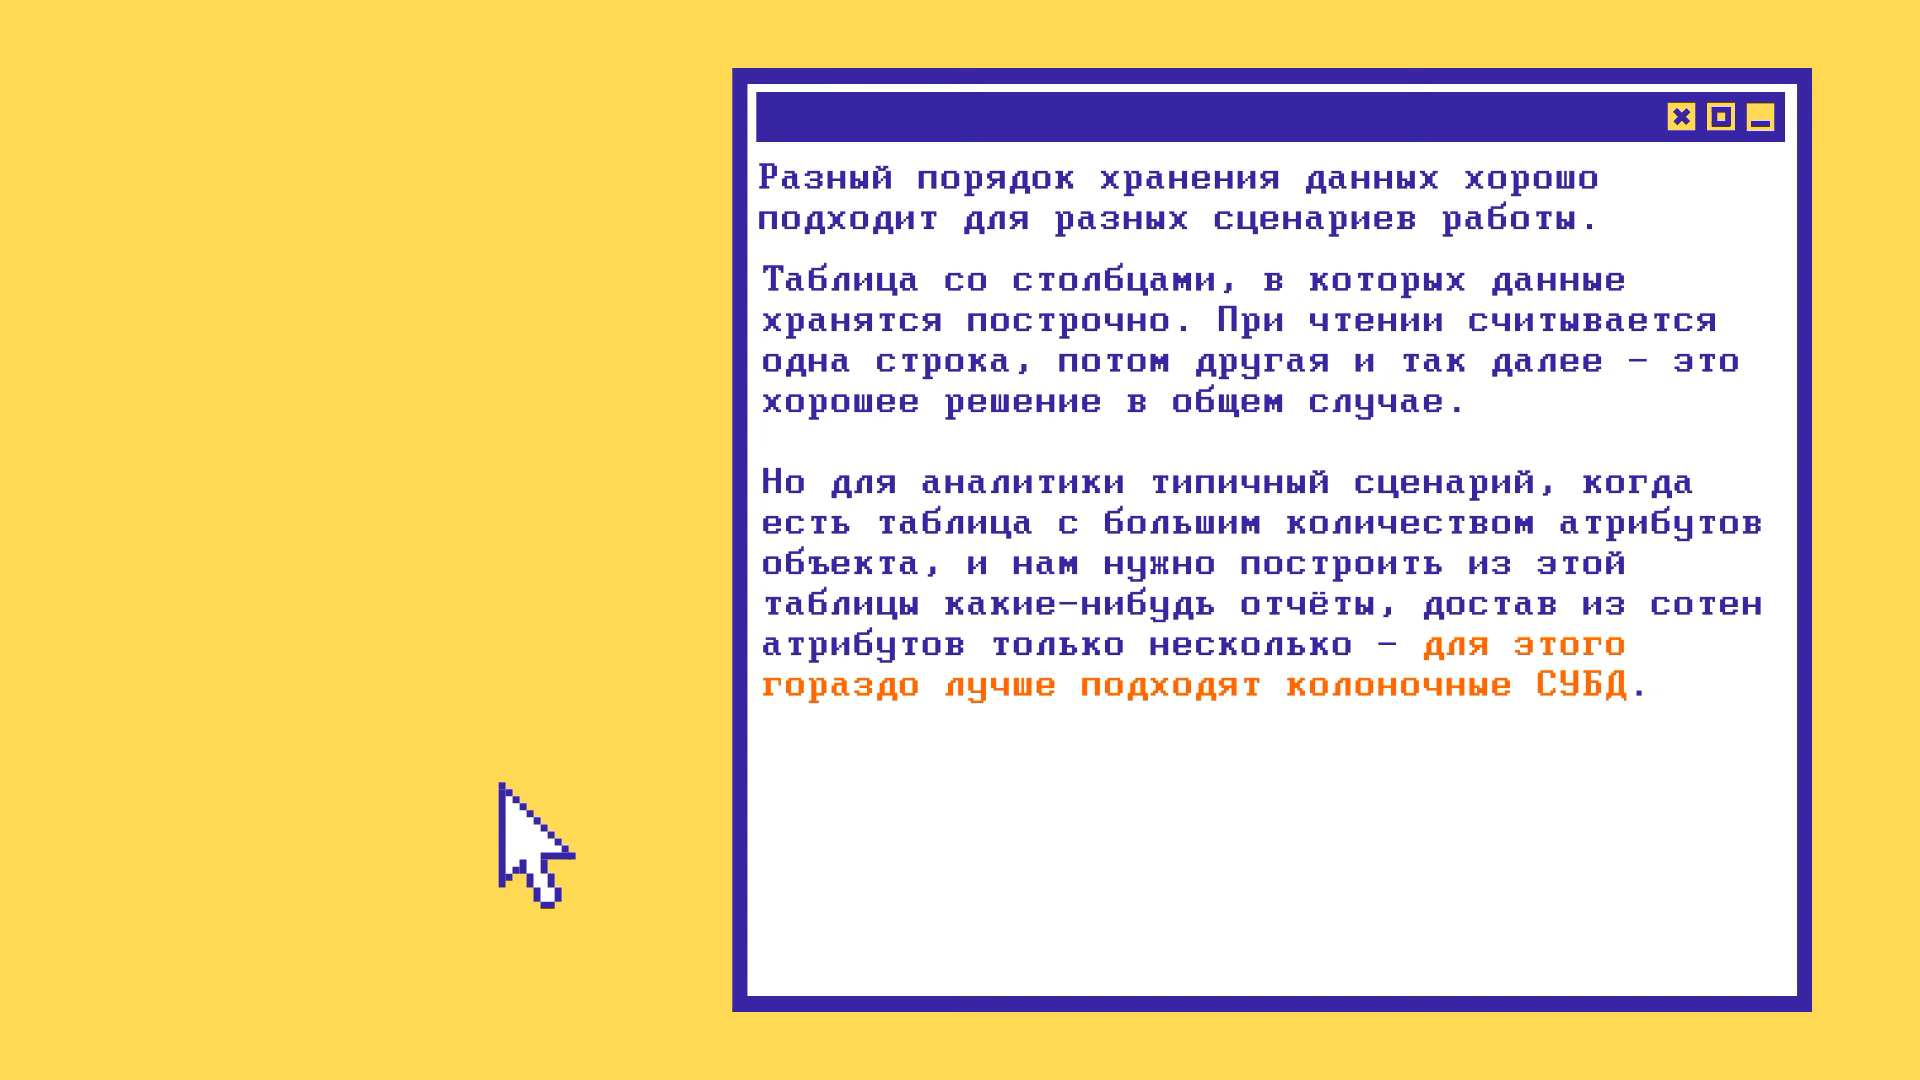 Разный порядок хранения данных хорошо
подходит для разных сценариев работы.
Таблица со столбцами, в которых данные
хранятся построчно. При чтении считывается
одна строка, потом другая и так далее – это
хорошее решение в общем случае.
Но для аналитики типичный сценарий, когда
есть таблица с большим количеством атрибутов
объекта, и нам нужно построить из этой
таблицы какие-нибудь отчёты, достав из сотен
атрибутов только несколько – для этого
гораздо лучше подходят колоночные СУБД.